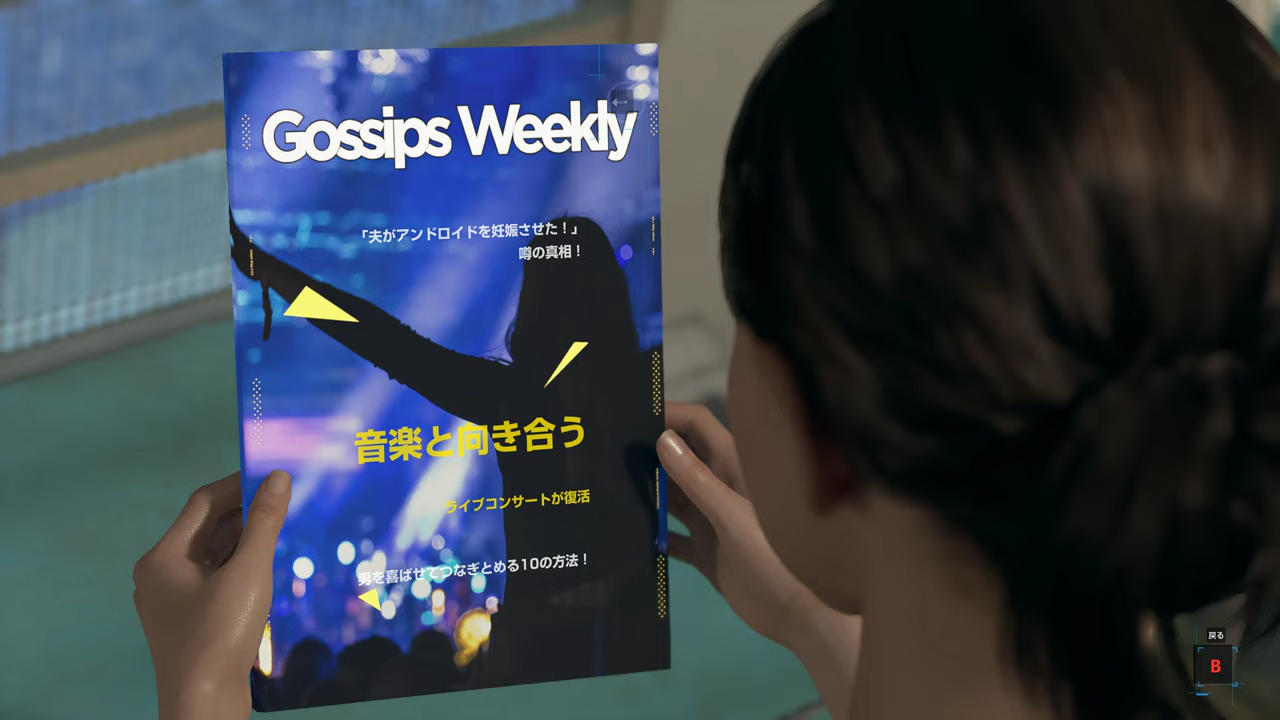 Gossips Weekly
「夫がアンドロイドを妊娠させた！」
噂の真相！
音楽と向き合う
ライブコンサートが復活
男を喜ばせてつなぎとめる10の方法！
戻る
B